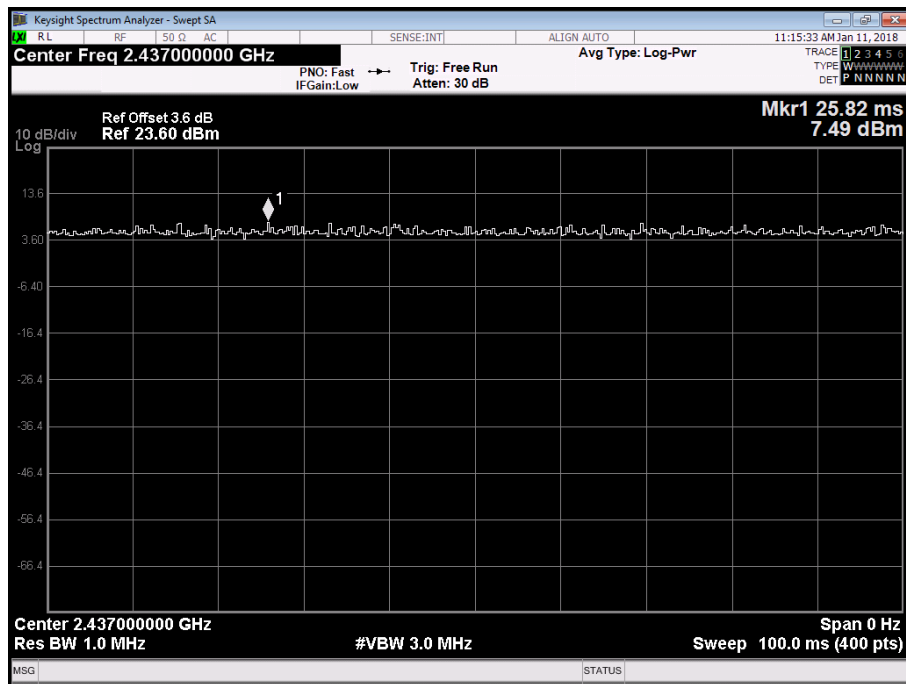 Keysight Spectrum Analyzer - Swept SA
LXI RL RF 50 Ω AC SENSE:INT ALIGN AUTO 11:15:33 AM Jan 11, 2018
Center Freq 2.437000000 GHz Avg Type: Log-Pwr TRACE 1 2 3 4 5 6
PNO: Fast Trig: Free Run TYPE WWWWWW
IFGain:Low Atten: 30 dB DET P N N N N N
Mkr1 25.82 ms
Ref Offset 3.6 dB
10 dB/div Ref 23.60 dBm 7.49 dBm
Log
1
13.6
3.60
-6.40
-16.4
-26.4
-36.4
-46.4
-56.4
-66.4
Center 2.437000000 GHz Span 0 Hz
Res BW 1.0 MHz #VBW 3.0 MHz Sweep 100.0 ms (400 pts)
MSG STATUS